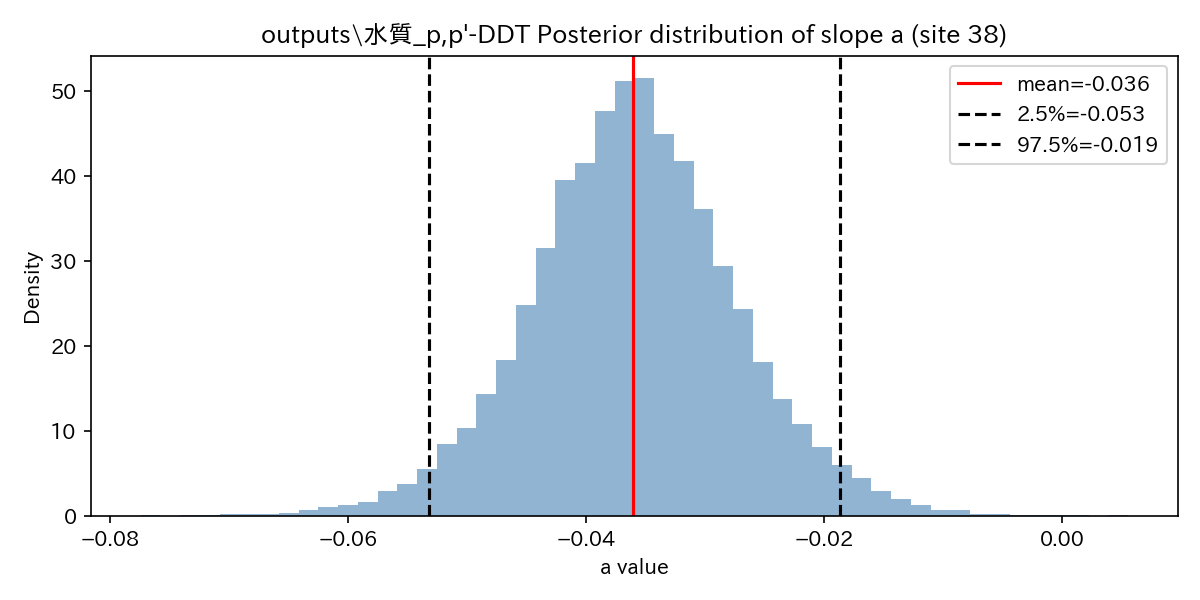 outputs\水質_p,p'-DDT Posterior distribution of slope a (site 38)
mean=-0.036
2.5%=-0.053
97.5%=-0.019
Density
50
40
30
20
10
0
−0.08 −0.06 −0.04 −0.02 0.00
a value